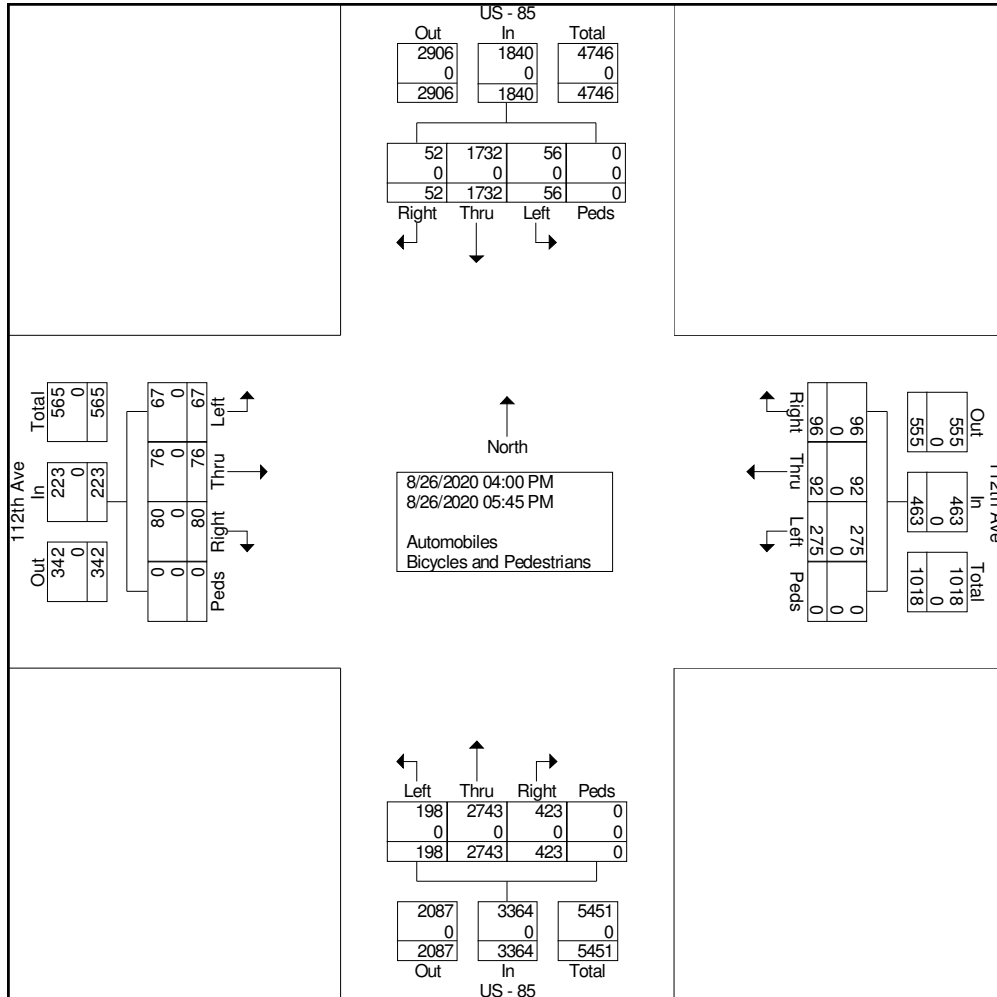 US - 85
Out In Total
2906 1840 4746
0 0 0
2906 1840 4746
52 1732 56 0
0 0 0 0
52 1732 56 0
Right Thru Left Peds
112th Ave
Total In Out
565 223 342
0 0 0
565 223 342
67 76 80 0
0 0 0 0
67 76 80 0
Left Thru Right Peds
North
8/26/2020 04:00 PM
8/26/2020 05:45 PM
Automobiles
Bicycles and Pedestrians
Right Thru Left Peds
96 92 275 0
0 0 0 0
96 92 275 0
Out In Total
555 463 1018
0 0 0
555 463 1018
112th Ave
Left Thru Right Peds
198 2743 423 0
0 0 0 0
198 2743 423 0
2087 3364 5451
0 0 0
2087 3364 5451
Out In Total
US - 85